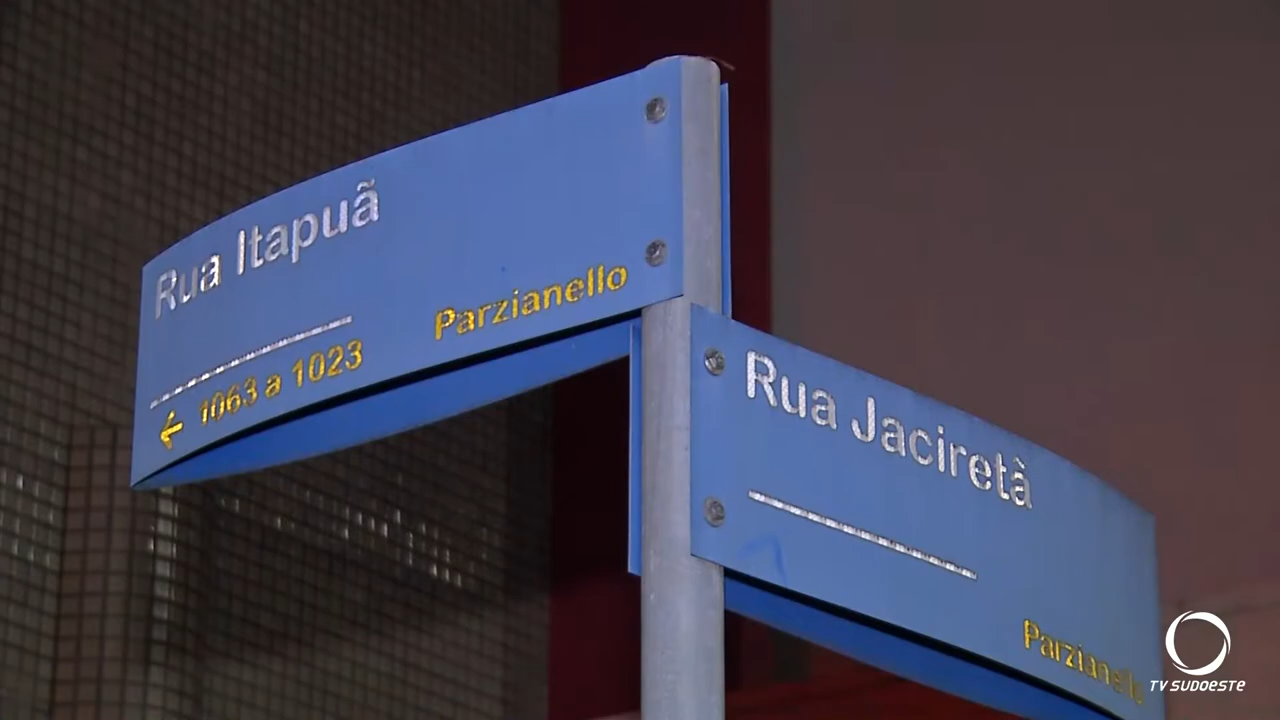 Rua Itapuã
← 1063 a 1023
Parzianello
Rua Jaciretã
Parzianello
TV SUDOESTE